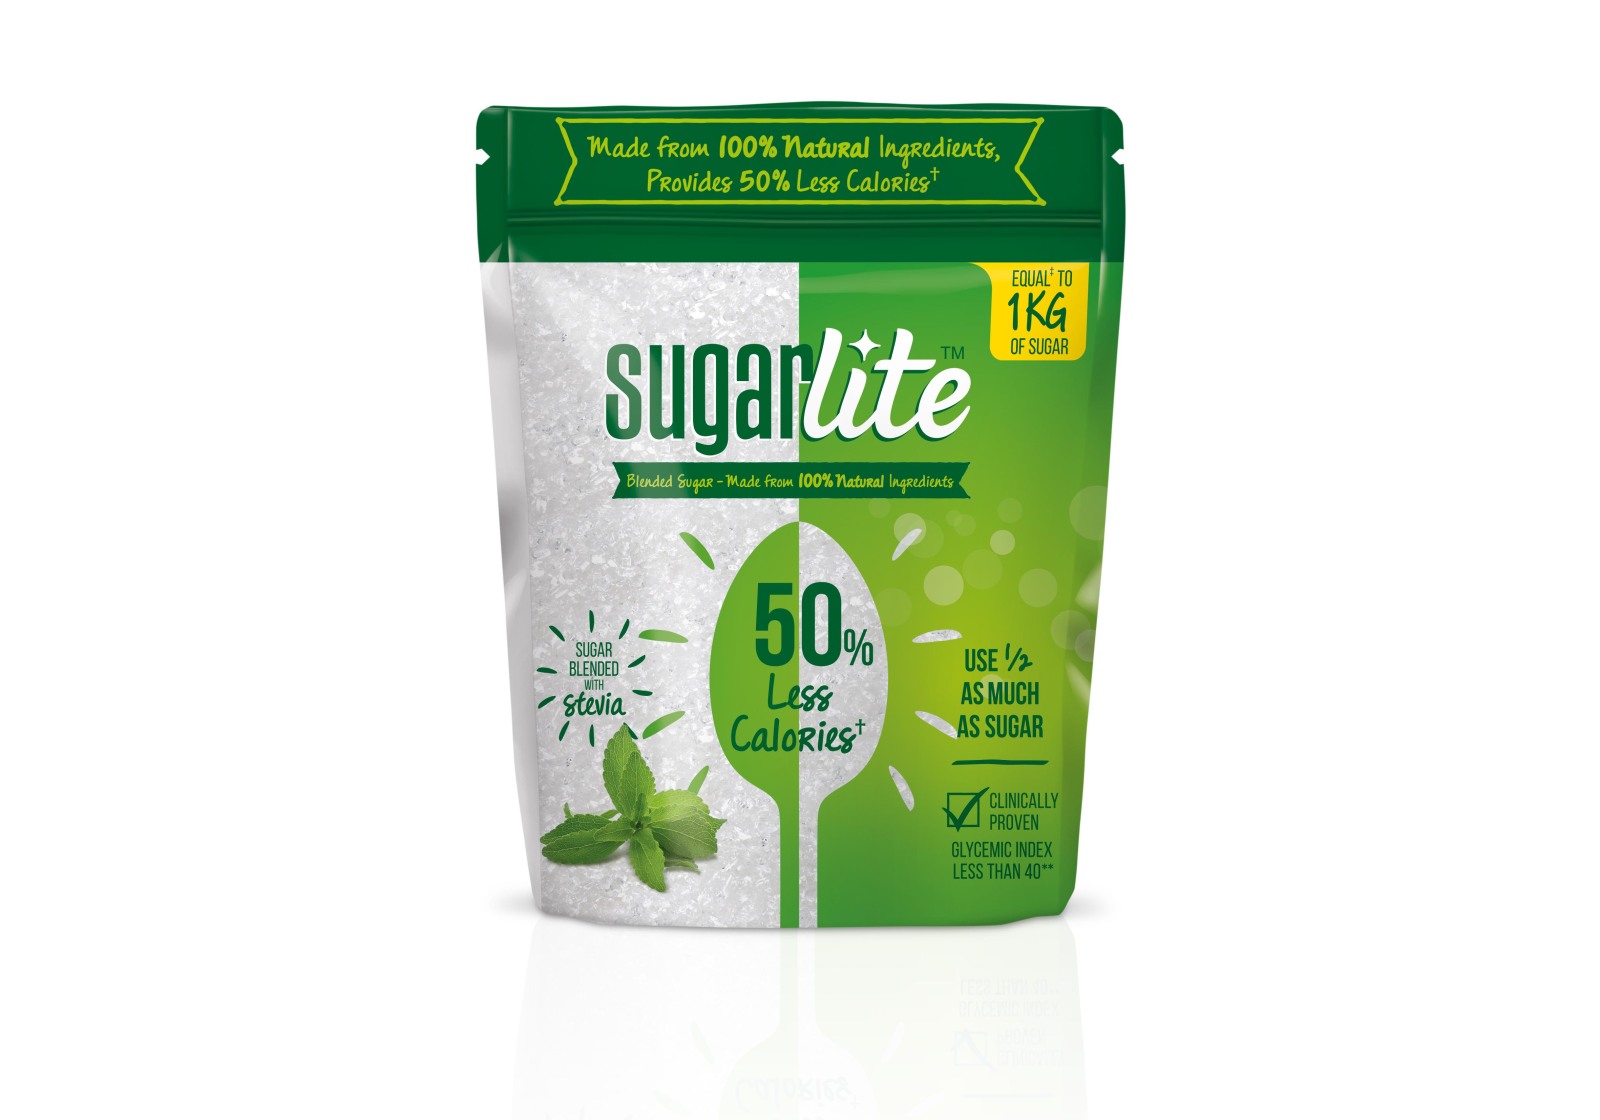 Made from 100% Natural Ingredients,
Provides 50% Less Calories†
EQUAL‡ TO
1KG
OF SUGAR
sugarlite™
Blended Sugar - Made from 100% Natural Ingredients
50%
Less
Calories†
SUGAR
BLENDED
WITH
stevia
USE 1/2
AS MUCH
AS SUGAR
CLINICALLY
PROVEN
GLYCEMIC INDEX
LESS THAN 40**